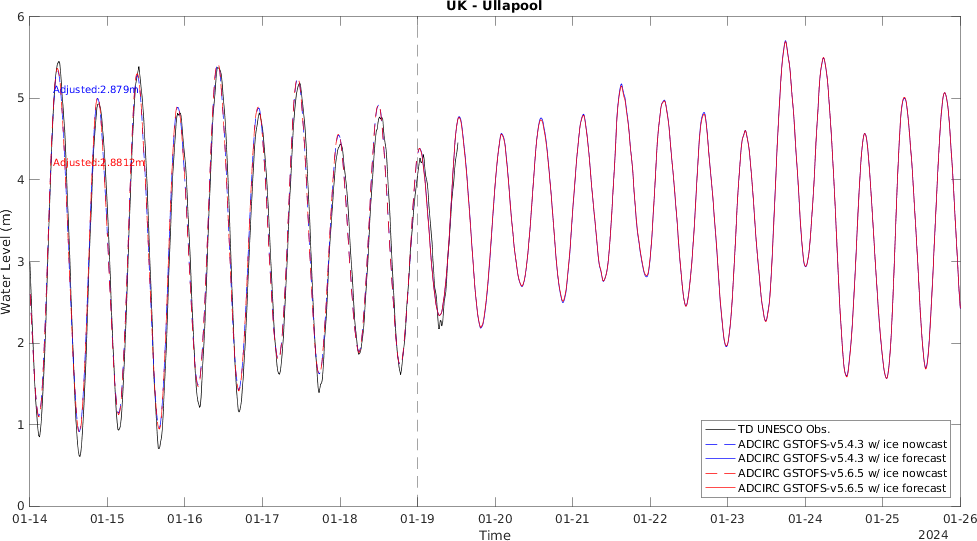 UK - Ullapool
6
5
4
3
2
1
0
Water Level (m)
Adjusted:2.879m
Adjusted:2.8812m
TD UNESCO Obs.
ADCIRC GSTOFS-v5.4.3 w/ ice nowcast
ADCIRC GSTOFS-v5.4.3 w/ ice forecast
ADCIRC GSTOFS-v5.6.5 w/ ice nowcast
ADCIRC GSTOFS-v5.6.5 w/ ice forecast
01-14 01-15 01-16 01-17 01-18 01-19 01-20 01-21 01-22 01-23 01-24 01-25 01-26
Time
2024